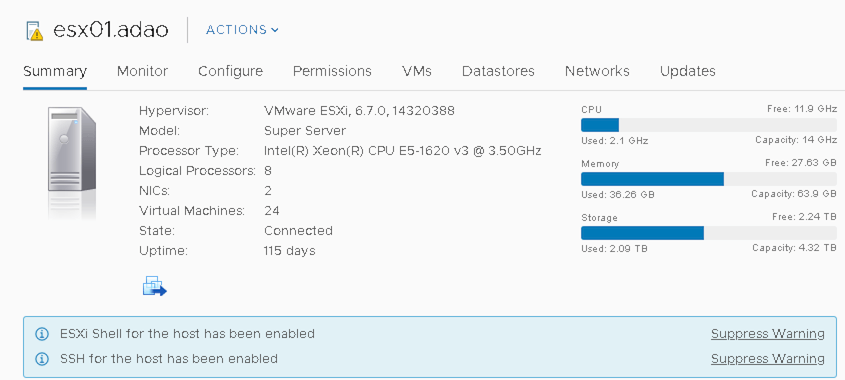 esx01.adao ACTIONS
Summary Monitor Configure Permissions VMs Datastores Networks Updates
Hypervisor: VMware ESXi, 6.7.0, 14320388
Model: Super Server
Processor Type: Intel(R) Xeon(R) CPU E5-1620 v3 @ 3.50GHz
Logical Processors: 8
NICs: 2
Virtual Machines: 24
State: Connected
Uptime: 115 days
CPU Free: 11.9 GHz
Used: 2.1 GHz Capacity: 14 GHz
Memory Free: 27.63 GB
Used: 36.26 GB Capacity: 63.9 GB
Storage Free: 2.24 TB
Used: 2.09 TB Capacity: 4.32 TB
ESXi Shell for the host has been enabled Suppress Warning
SSH for the host has been enabled Suppress Warning